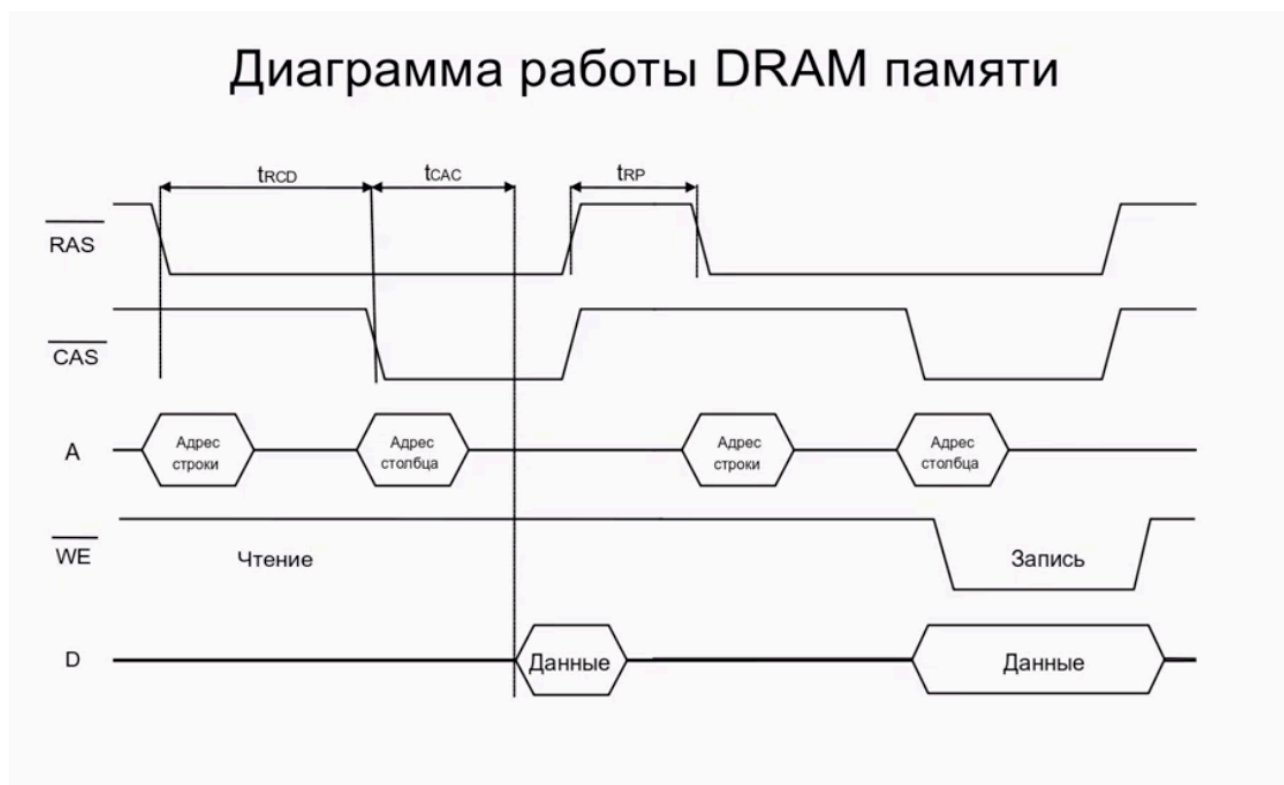 Диаграмма работы DRAM памяти
tRCD
tCAC
tRP
RAS
CAS
A
Адрес
строки
Адрес
столбца
Адрес
строки
Адрес
столбца
WE
Чтение
Запись
D
Данные
Данные